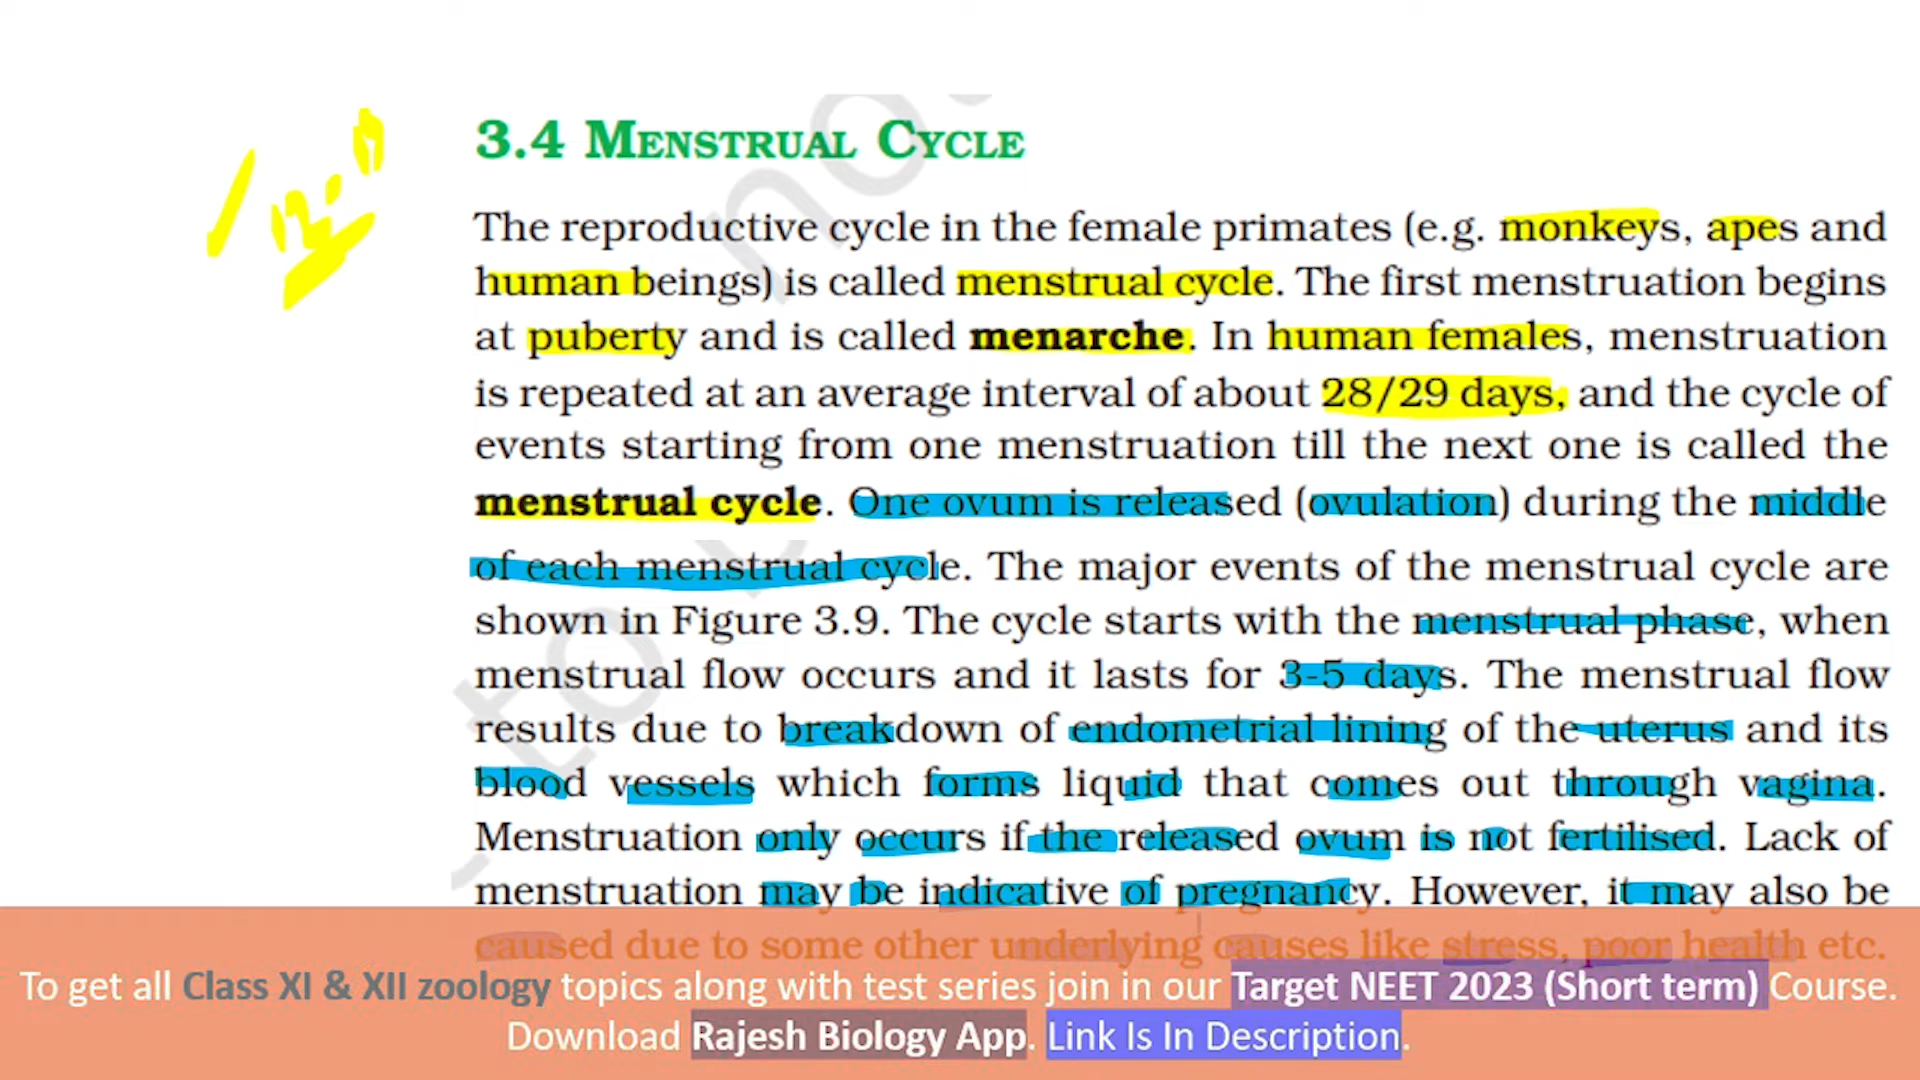 3.4 MENSTRUAL CYCLE
The reproductive cycle in the female primates (e.g. monkeys, apes and
human beings) is called menstrual cycle. The first menstruation begins
at puberty and is called menarche. In human females, menstruation
is repeated at an average interval of about 28/29 days, and the cycle of
events starting from one menstruation till the next one is called the
menstrual cycle. One ovum is released (ovulation) during the middle
of each menstrual cycle. The major events of the menstrual cycle are
shown in Figure 3.9. The cycle starts with the menstrual phase, when
menstrual flow occurs and it lasts for 3-5 days. The menstrual flow
results due to breakdown of endometrial lining of the uterus and its
blood vessels which forms liquid that comes out through vagina.
Menstruation only occurs if the released ovum is not fertilised. Lack of
menstruation may be indicative of pregnancy. However, it may also be
caused due to some other underlying causes like stress, poor health etc.
To get all Class XI & XII zoology topics along with test series join in our Target NEET 2023 (Short term) Course.
Download Rajesh Biology App. Link Is In Description.